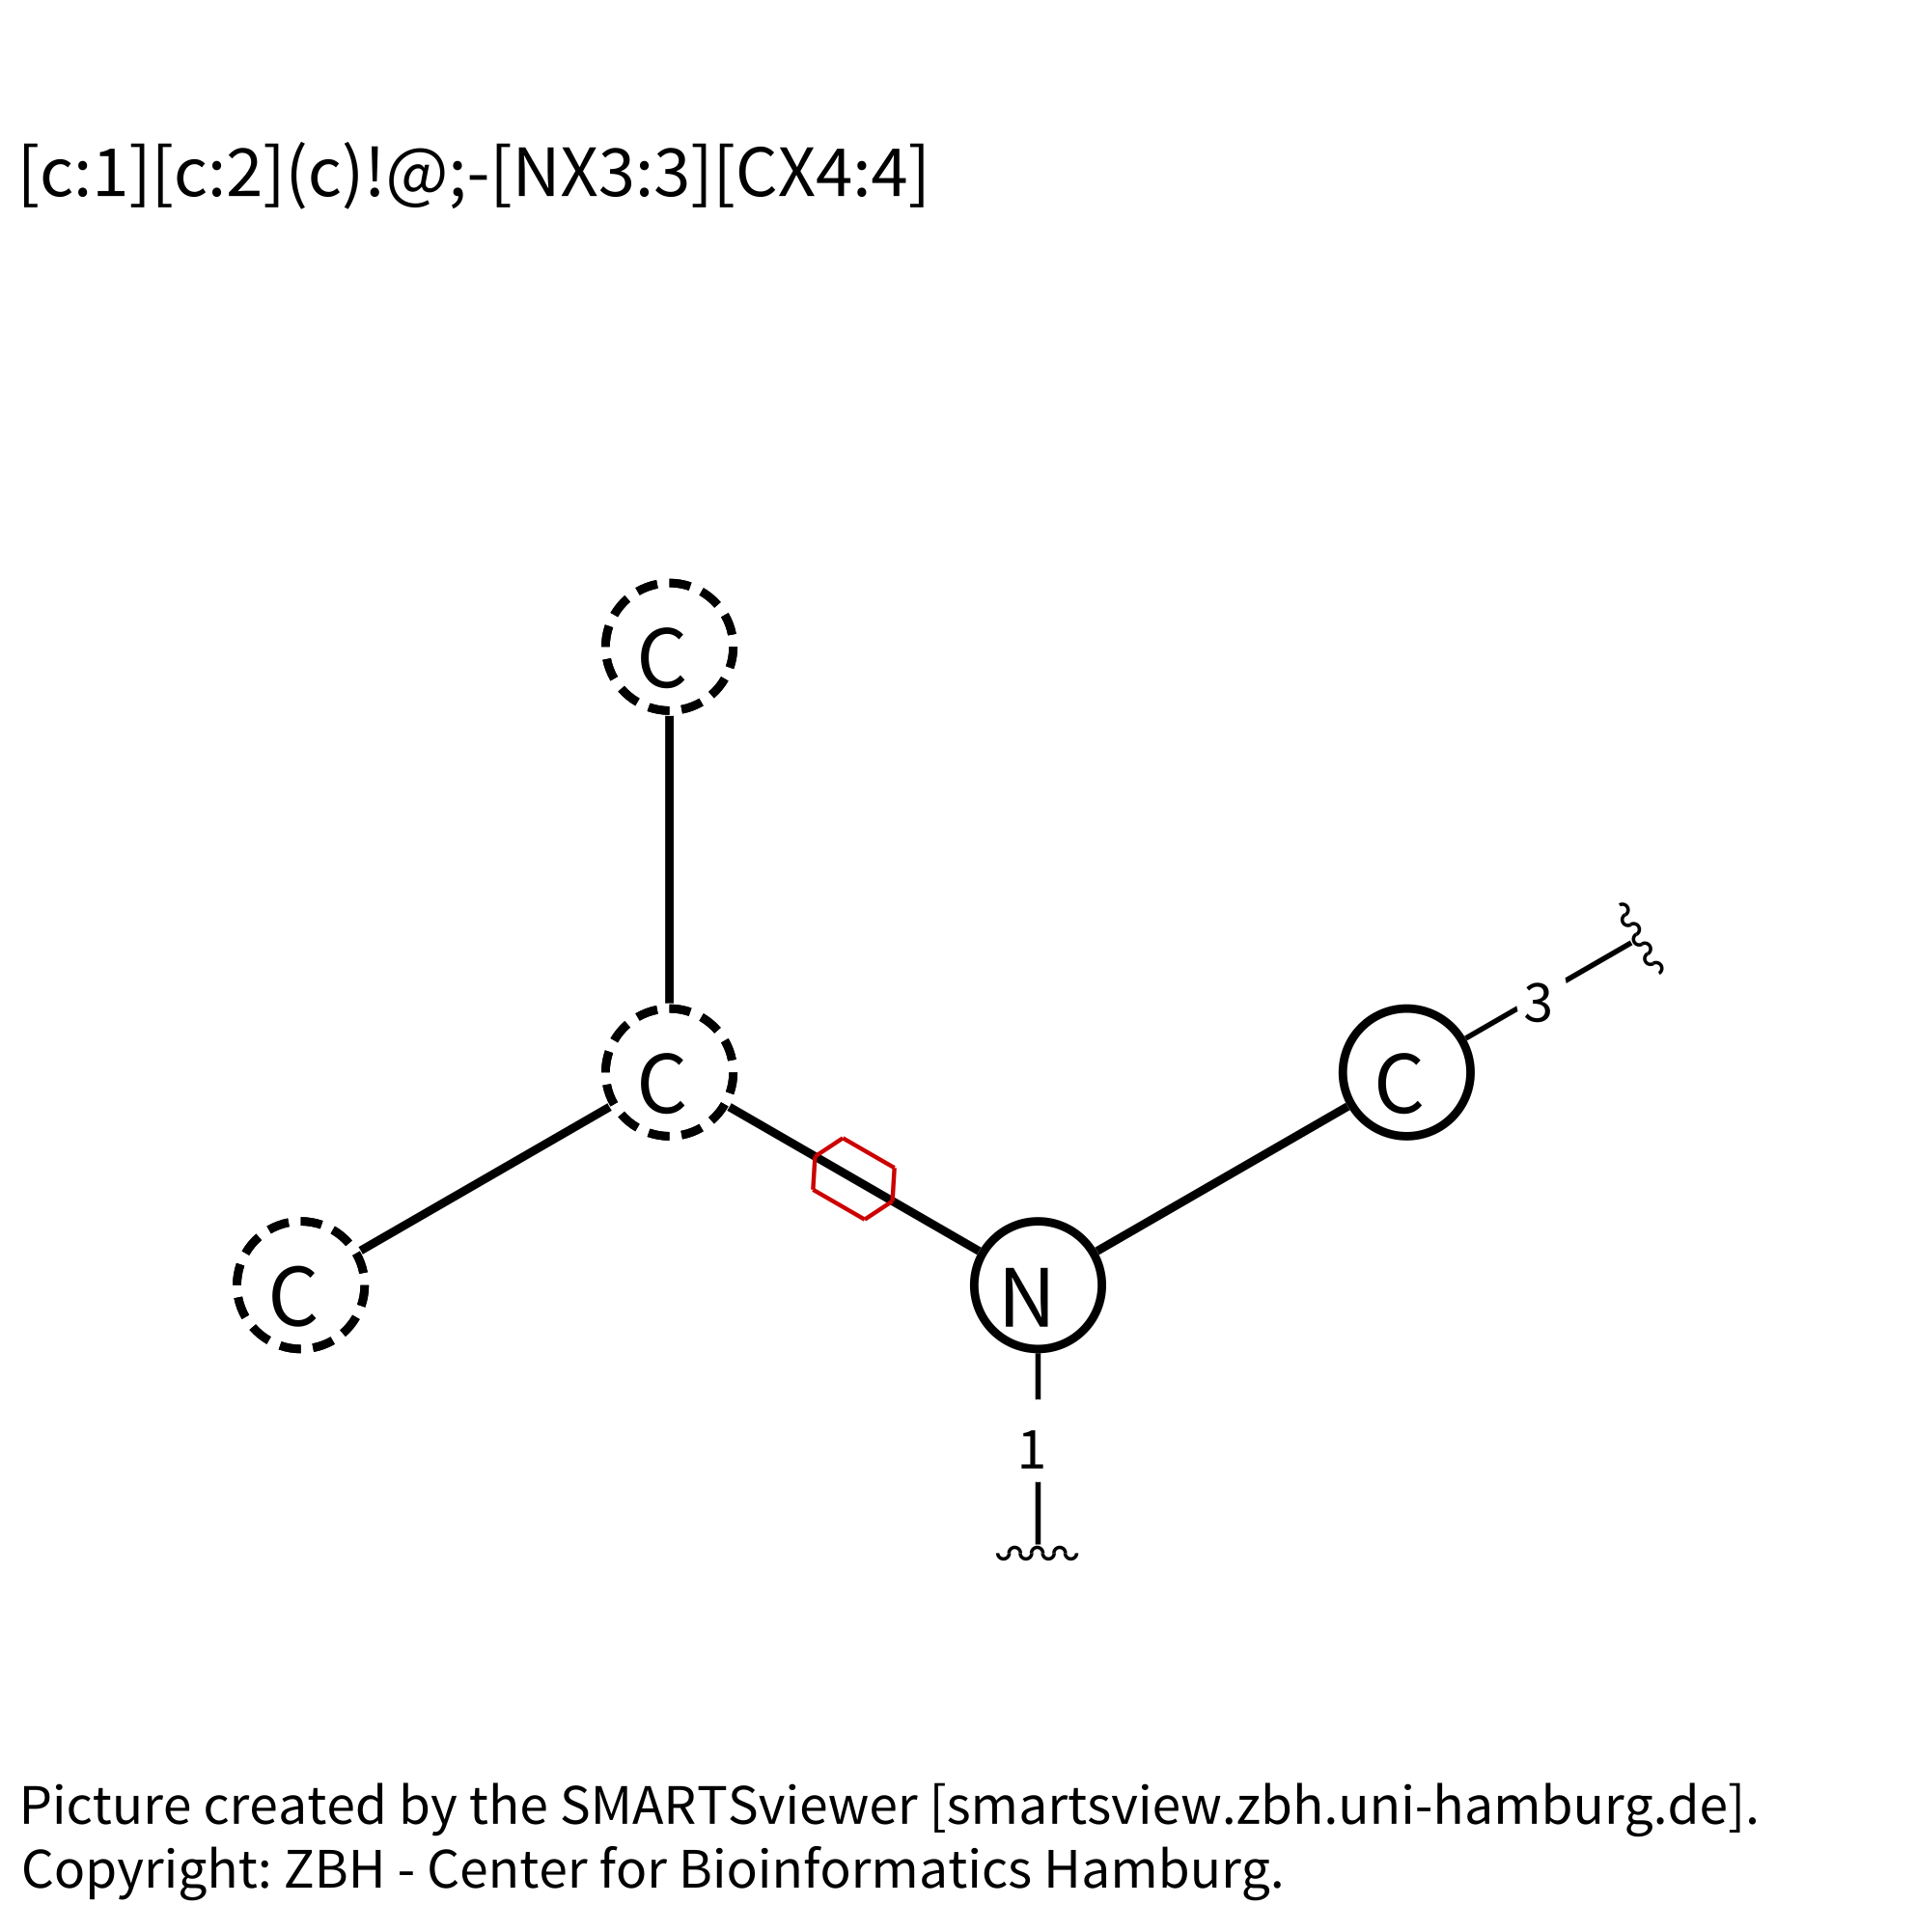 [c:1][c:2](c)!@;-[NX3:3][CX4:4]
C
C
C
C
N
3
1
Picture created by the SMARTSviewer [smartsview.zbh.uni-hamburg.de].
Copyright: ZBH - Center for Bioinformatics Hamburg.